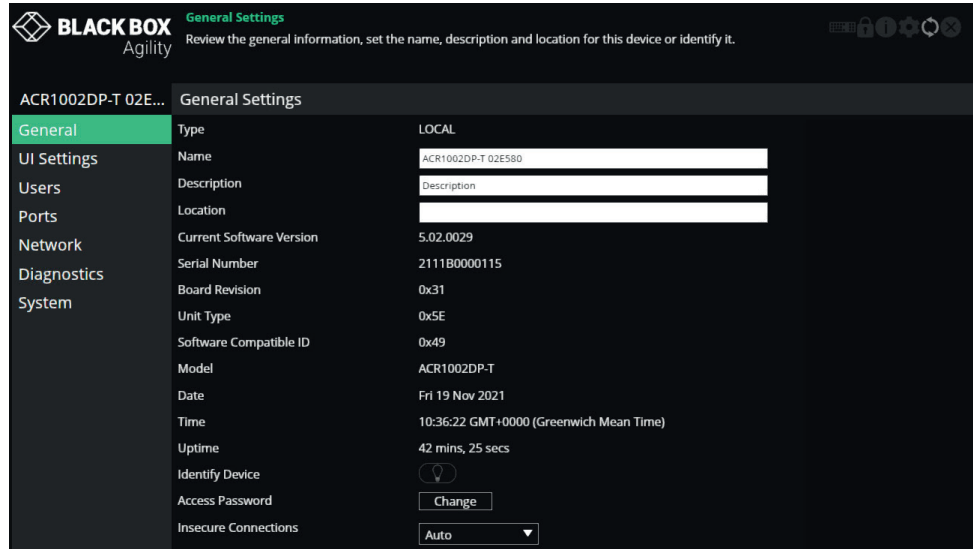 BLACK BOX
Agility
General Settings
Review the general information, set the name, description and location for this device or identify it.
ACR1002DP-T 02E...
General
UI Settings
Users
Ports
Network
Diagnostics
System
General Settings
Type LOCAL
Name ACR1002DP-T 02E580
Description Description
Location
Current Software Version 5.02.0029
Serial Number 2111B0000115
Board Revision 0x31
Unit Type 0x5E
Software Compatible ID 0x49
Model ACR1002DP-T
Date Fri 19 Nov 2021
Time 10:36:22 GMT+0000 (Greenwich Mean Time)
Uptime 42 mins, 25 secs
Identify Device
Access Password Change
Insecure Connections Auto